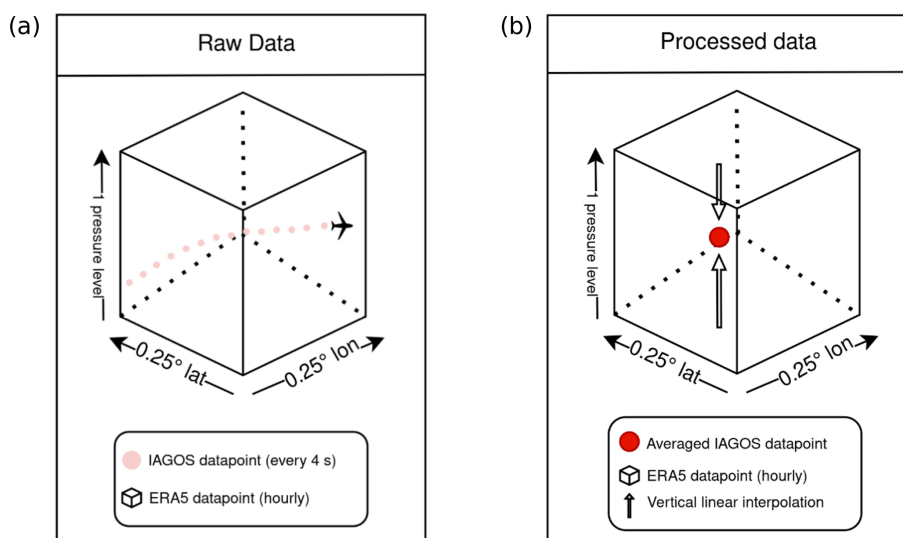 (a)
Raw Data
1 pressure level
0.25° lat
0.25° lon
IAGOS datapoint (every 4 s)
ERA5 datapoint (hourly)
(b)
Processed data
1 pressure level
0.25° lat
0.25° lon
Averaged IAGOS datapoint
ERA5 datapoint (hourly)
Vertical linear interpolation